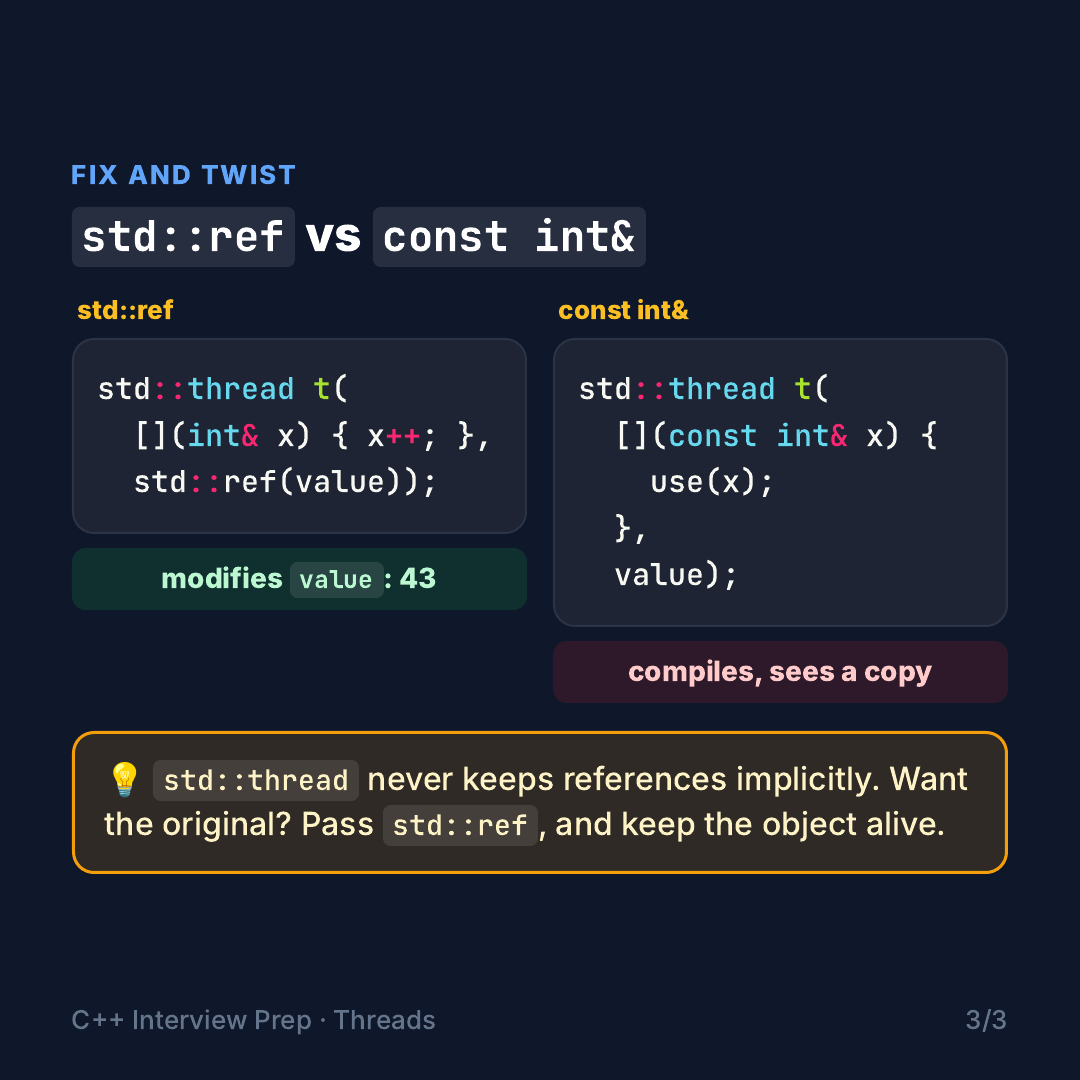 FIX AND TWIST
std::ref vs const int&
std::ref
std::thread t(
  [](int& x) { x++; },
  std::ref(value));
modifies value: 43
const int&
std::thread t(
  [](const int& x) {
    use(x);
  },
  value);
compiles, sees a copy
💡 std::thread never keeps references implicitly. Want
the original? Pass std::ref, and keep the object alive.
C++ Interview Prep · Threads
3/3